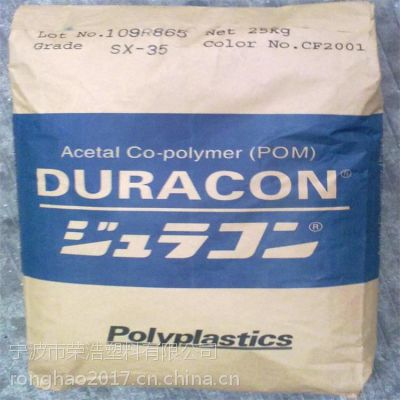 Lot No. 109R865 Net 25Kg
Grade SX-35 Color No. CF2001
Acetal Co-polymer (POM)
DURACON®
ジュラコン®
Polyplastics
宁波市荣浩塑料有限公司
ronghao2017.cn.china.cn